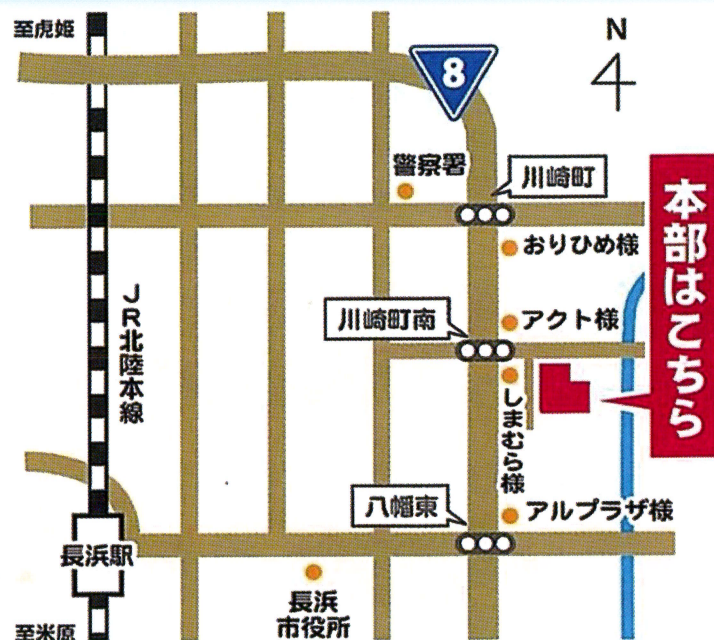 至虎姫
N
8
警察署
川崎町
おりひめ様
本部はこちら
JR北陸本線
川崎町南
アクト様
しまむら様
八幡東
アルプラザ様
長浜駅
長浜
市役所
至米原